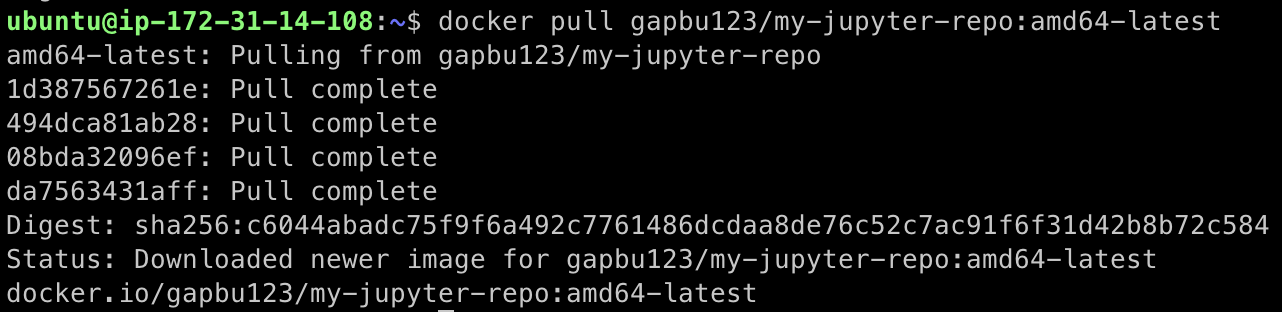 ubuntu@ip-172-31-14-108:~$ docker pull gapbu123/my-jupyter-repo:amd64-latest
amd64-latest: Pulling from gapbu123/my-jupyter-repo
1d387567261e: Pull complete
494dca81ab28: Pull complete
08bda32096ef: Pull complete
da7563431aff: Pull complete
Digest: sha256:c6044abadc75f9f6a492c7761486dcdaa8de76c52c7ac91f6f31d42b8b72c584
Status: Downloaded newer image for gapbu123/my-jupyter-repo:amd64-latest
docker.io/gapbu123/my-jupyter-repo:amd64-latest